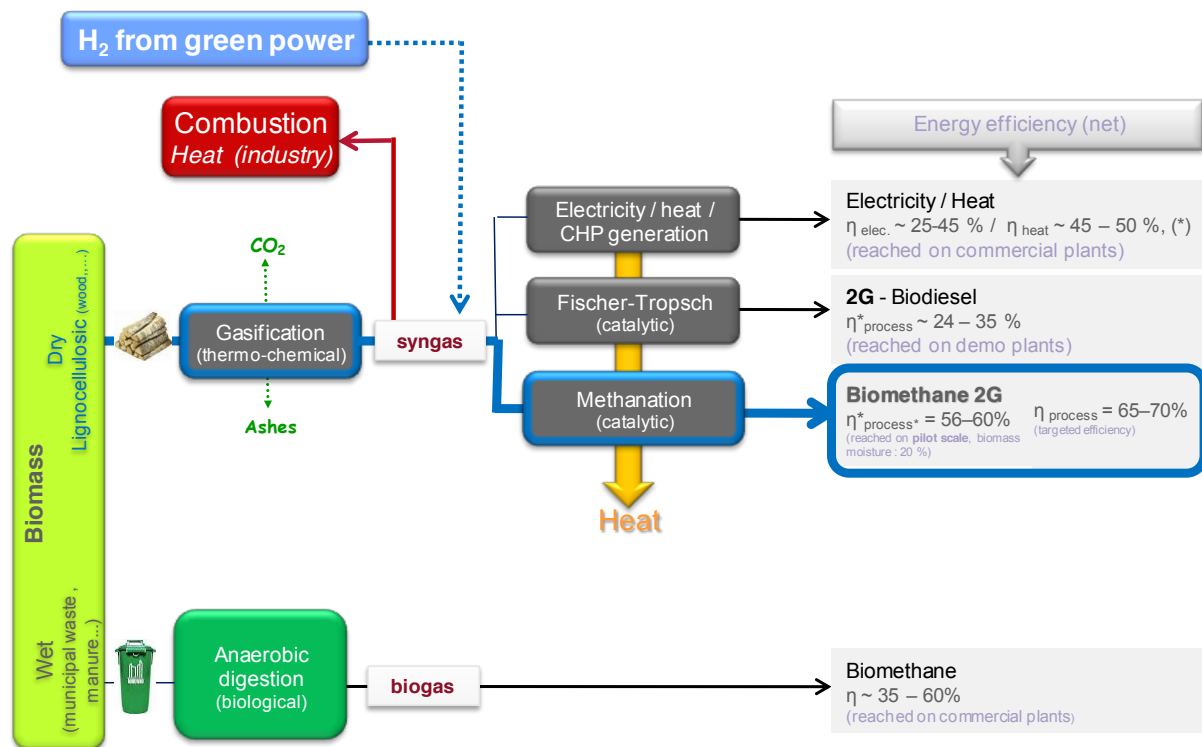 H₂ from green power
Combustion
Heat (industry)
Energy efficiency (net)
Electricity / heat /
CHP generation
Electricity / Heat
η elec. ~ 25-45 % / η heat ~ 45 – 50 %, (*)
(reached on commercial plants)
CO₂
Biomass
Dry
Lignocellulosic (wood,,…)
Gasification
(thermo-chemical)
syngas
Fischer-Tropsch
(catalytic)
2G - Biodiesel
η*process ~ 24 – 35 %
(reached on demo plants)
Ashes
Methanation
(catalytic)
Biomethane 2G
η*process* = 56–60%
(reached on pilot scale, biomass
moisture : 20 %)
η process = 65–70%
(targeted efficiency)
Heat
Wet
(municipal waste ,
manure...)
Anaerobic
digestion
(biological)
biogas
Biomethane
η ~ 35 – 60%
(reached on commercial plants)